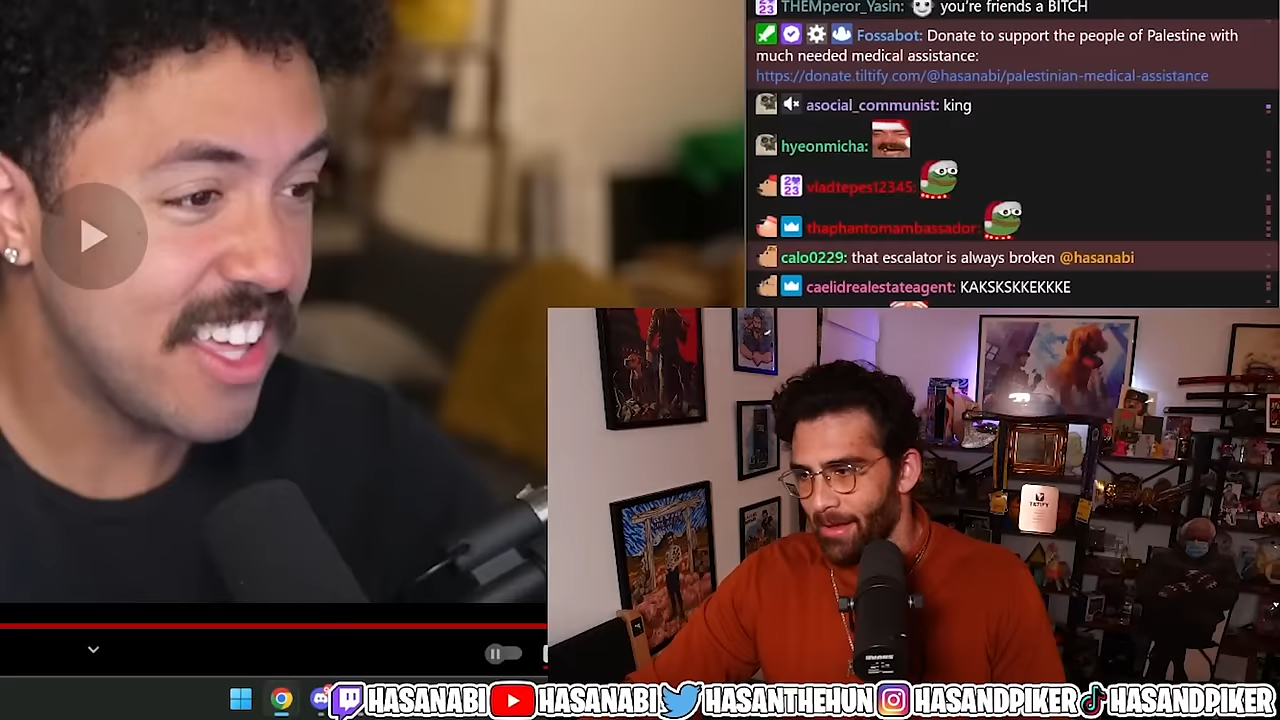 THEMperor_Yasin: you're friends a BITCH
Fossabot: Donate to support the people of Palestine with
much needed medical assistance:
https://donate.tiltify.com/@hasanabi/palestinian-medical-assistance
asocial_communist: king
hyeonmicha:
vladtepes12345:
thaphantomambassador:
calo0229: that escalator is always broken @hasanabi
caelidrealestateagent: KAKSKSKKEKKKE
TILTIFY
HASANABI HASANABI HASANTHEHUN HASANDPIKER HASANDPIKER